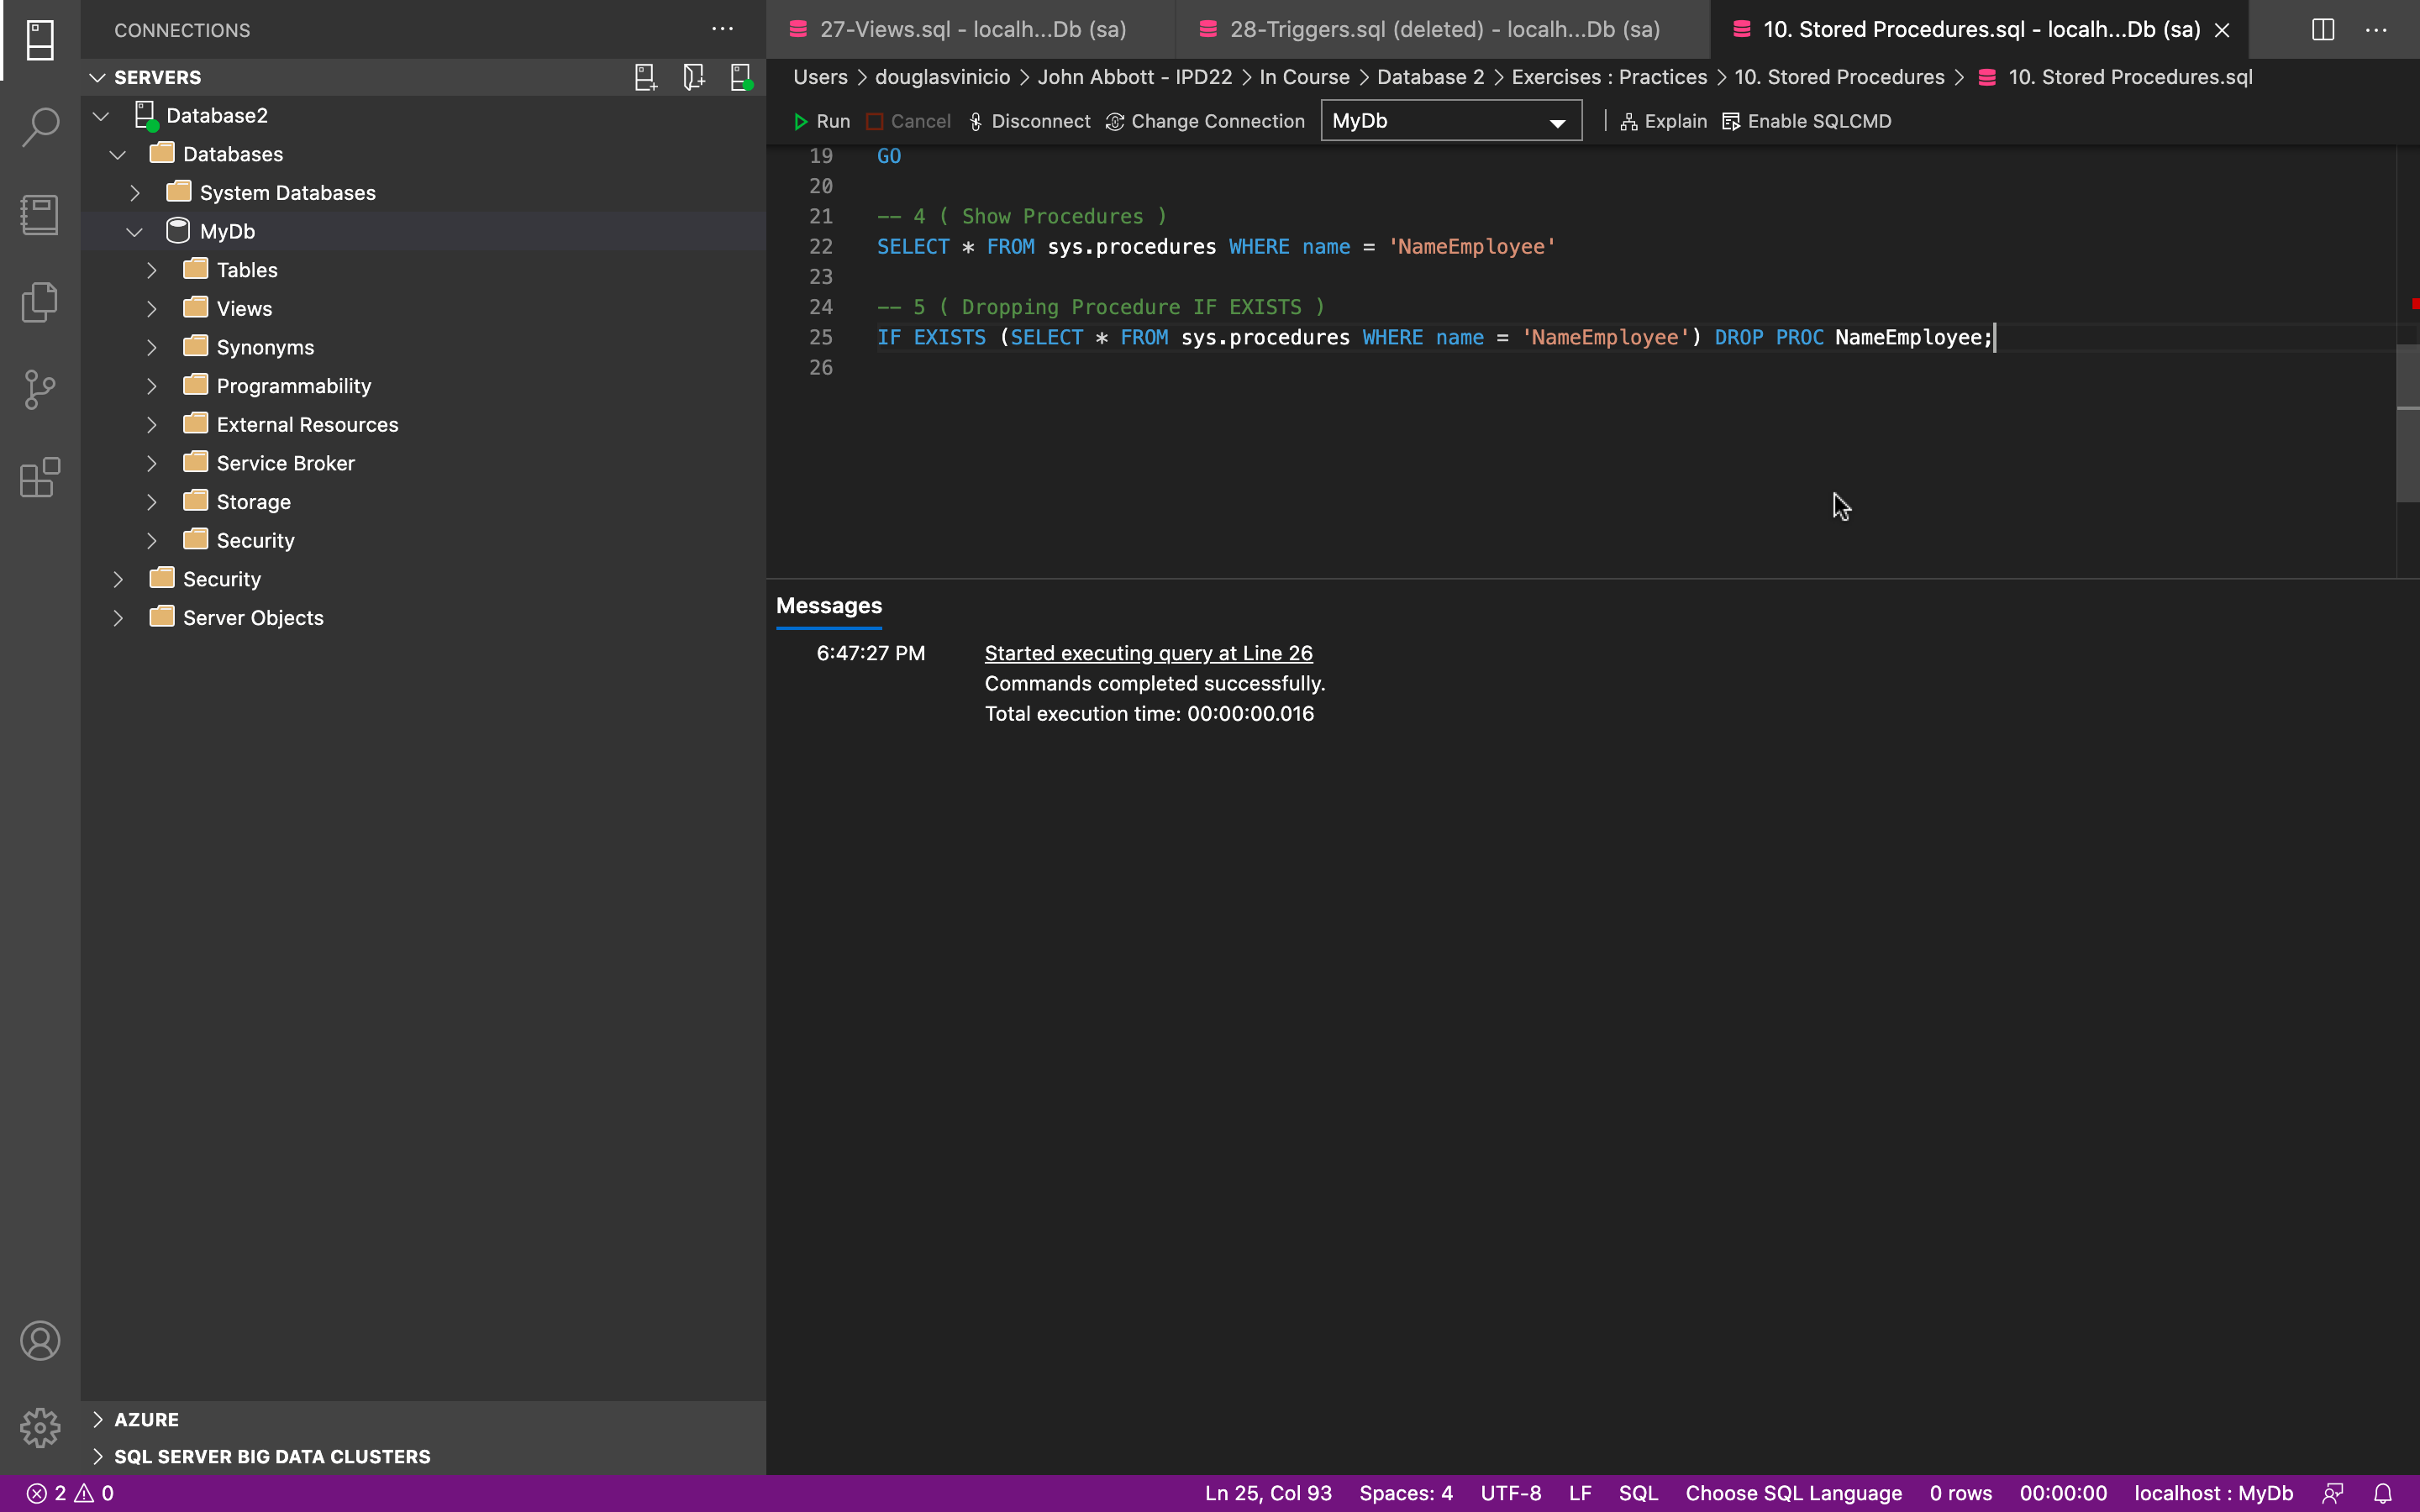 CONNECTIONS
SERVERS
Database2
Databases
System Databases
MyDb
Tables
Views
Synonyms
Programmability
External Resources
Service Broker
Storage
Security
Security
Server Objects
AZURE
SQL SERVER BIG DATA CLUSTERS
27-Views.sql - localh...Db (sa)
28-Triggers.sql (deleted) - localh...Db (sa)
10. Stored Procedures.sql - localh...Db (sa)
Users > douglasvinicio > John Abbott - IPD22 > In Course > Database 2 > Exercises : Practices > 10. Stored Procedures > 10. Stored Procedures.sql
Run Cancel Disconnect Change Connection MyDb Explain Enable SQLCMD
19 GO
20
21 -- 4 ( Show Procedures )
22 SELECT * FROM sys.procedures WHERE name = 'NameEmployee'
23
24 -- 5 ( Dropping Procedure IF EXISTS )
25 IF EXISTS (SELECT * FROM sys.procedures WHERE name = 'NameEmployee') DROP PROC NameEmployee;
26
Messages
6:47:27 PM Started executing query at Line 26
Commands completed successfully.
Total execution time: 00:00:00.016
2 0 Ln 25, Col 93 Spaces: 4 UTF-8 LF SQL Choose SQL Language 0 rows 00:00:00 localhost : MyDb